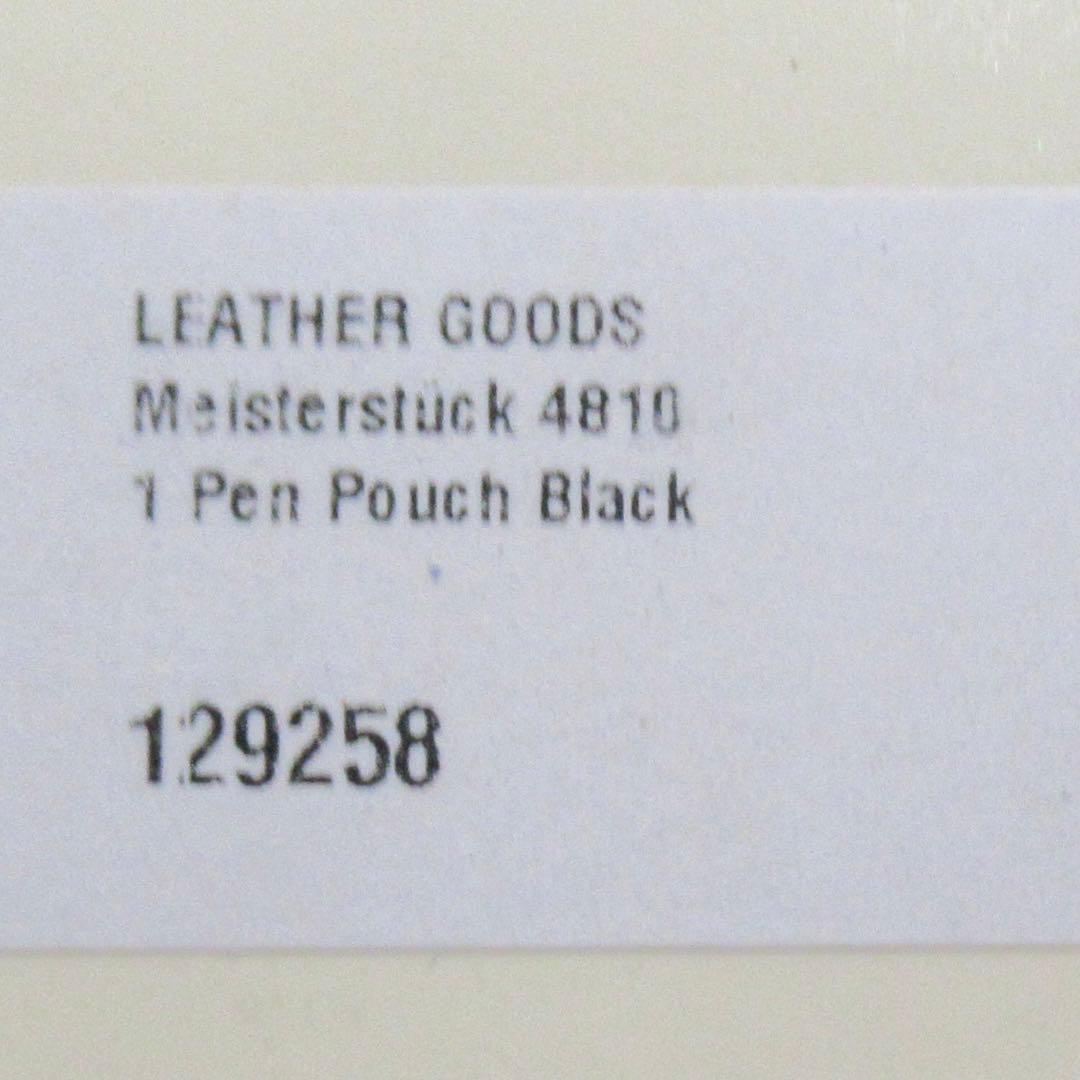 LEATHER GOODS
Meisterstück 4810
1 Pen Pouch Black
129258